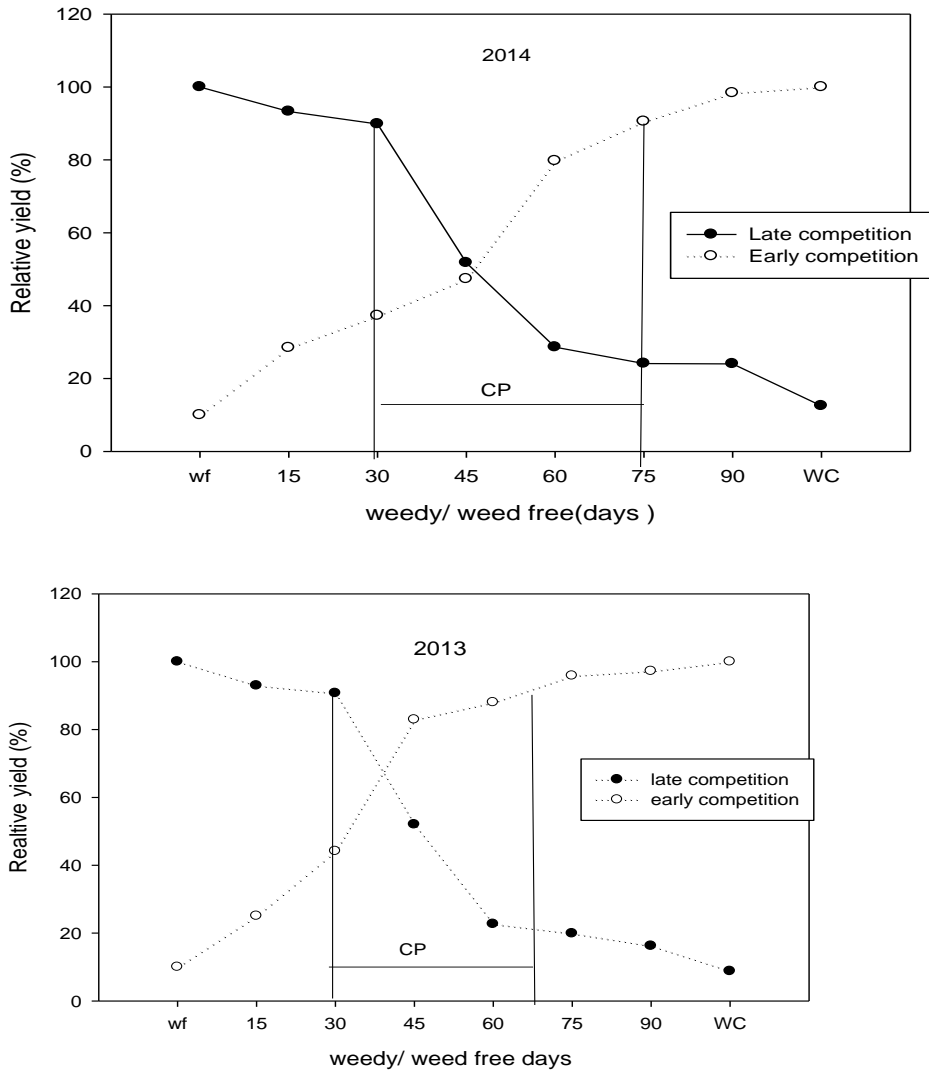 120
2014
100
80
Relative yield (%)
60
Late competition
Early competition
40
20
CP
0
wf 15 30 45 60 75 90 WC
weedy/ weed free(days )
120
2013
100
80
Realtive yield (%)
60
late competition
early competition
40
20
CP
0
wf 15 30 45 60 75 90 WC
weedy/ weed free days